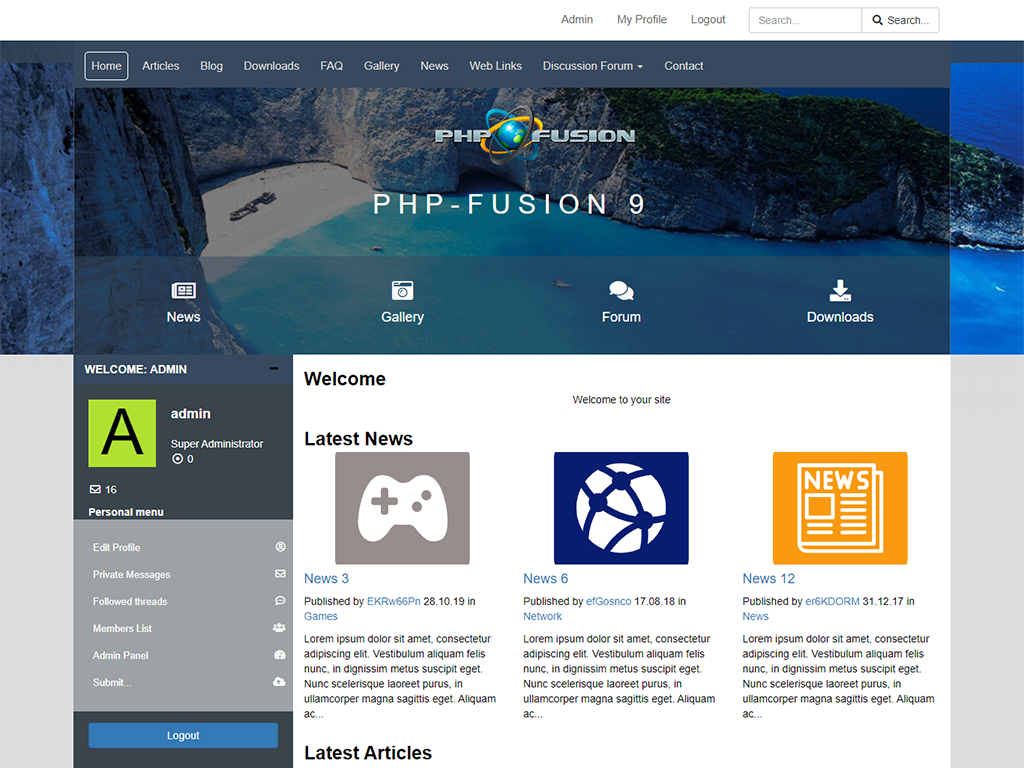 Admin My Profile Logout Search... Search...
Home Articles Blog Downloads FAQ Gallery News Web Links Discussion Forum Contact
PHP FUSION
PHP-FUSION 9
News Gallery Forum Downloads
WELCOME: ADMIN
A
admin
Super Administrator
0
16
Personal menu
Edit Profile
Private Messages
Followed threads
Members List
Admin Panel
Submit...
Logout
Welcome
Welcome to your site
Latest News
News 3
Published by EKRw66Pn 28.10.19 in
Games
Lorem ipsum dolor sit amet, consectetur
adipiscing elit. Vestibulum aliquam felis
nunc, in dignissim metus suscipit eget.
Nunc scelerisque laoreet purus, in
ullamcorper magna sagittis eget. Aliquam
ac...
News 6
Published by efGosnco 17.08.18 in
Network
Lorem ipsum dolor sit amet, consectetur
adipiscing elit. Vestibulum aliquam felis
nunc, in dignissim metus suscipit eget.
Nunc scelerisque laoreet purus, in
ullamcorper magna sagittis eget. Aliquam
ac...
NEWS
News 12
Published by er6KDORM 31.12.17 in
News
Lorem ipsum dolor sit amet, consectetur
adipiscing elit. Vestibulum aliquam felis
nunc, in dignissim metus suscipit eget.
Nunc scelerisque laoreet purus, in
ullamcorper magna sagittis eget. Aliquam
ac...
Latest Articles